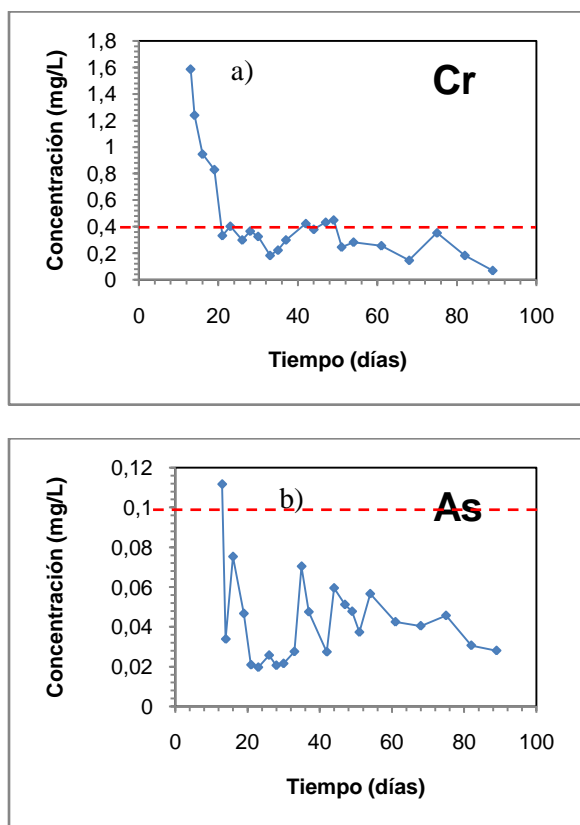 1,8
1,6
1,4
1,2
1
0,8
0,6
0,4
0,2
0
Concentración (mg/L)
a)
Cr
0 20 40 60 80 100
Tiempo (días)
0,12
0,1
0,08
0,06
0,04
0,02
0
Concentración (mg/L)
b)
As
0 20 40 60 80 100
Tiempo (días)